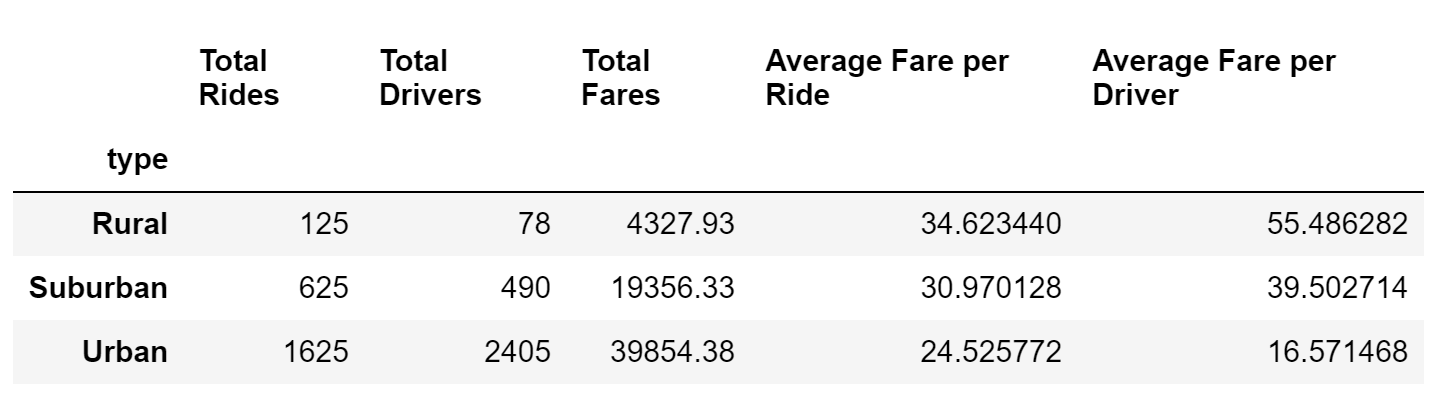 Total Rides Total Drivers Total Fares Average Fare per Ride Average Fare per Driver
type
Rural 125 78 4327.93 34.623440 55.486282
Suburban 625 490 19356.33 30.970128 39.502714
Urban 1625 2405 39854.38 24.525772 16.571468